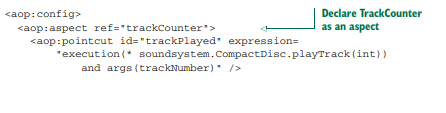 <aop:config>
<aop:aspect ref="trackCounter">
<aop:pointcut id="trackPlayed" expression=
"execution(* soundsystem.CompactDisc.playTrack(int))
and args(trackNumber)" />
Declare TrackCounter
as an aspect